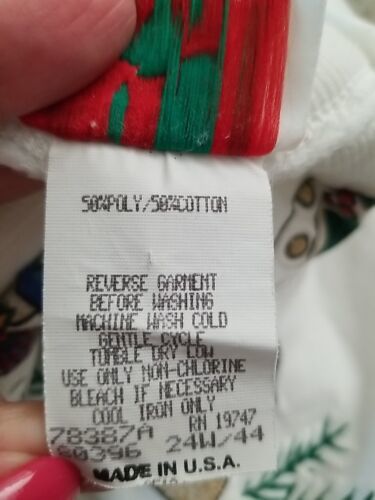 50%POLY/50%COTTON
REVERSE GARMENT
BEFORE WASHING
MACHINE WASH COLD
GENTLE CYCLE
TUMBLE DRY LOW
USE ONLY NON-CHLORINE
BLEACH IF NECESSARY
COOL IRON ONLY
RN 19747
78387A 24W/44
80396
MADE IN U.S.A.